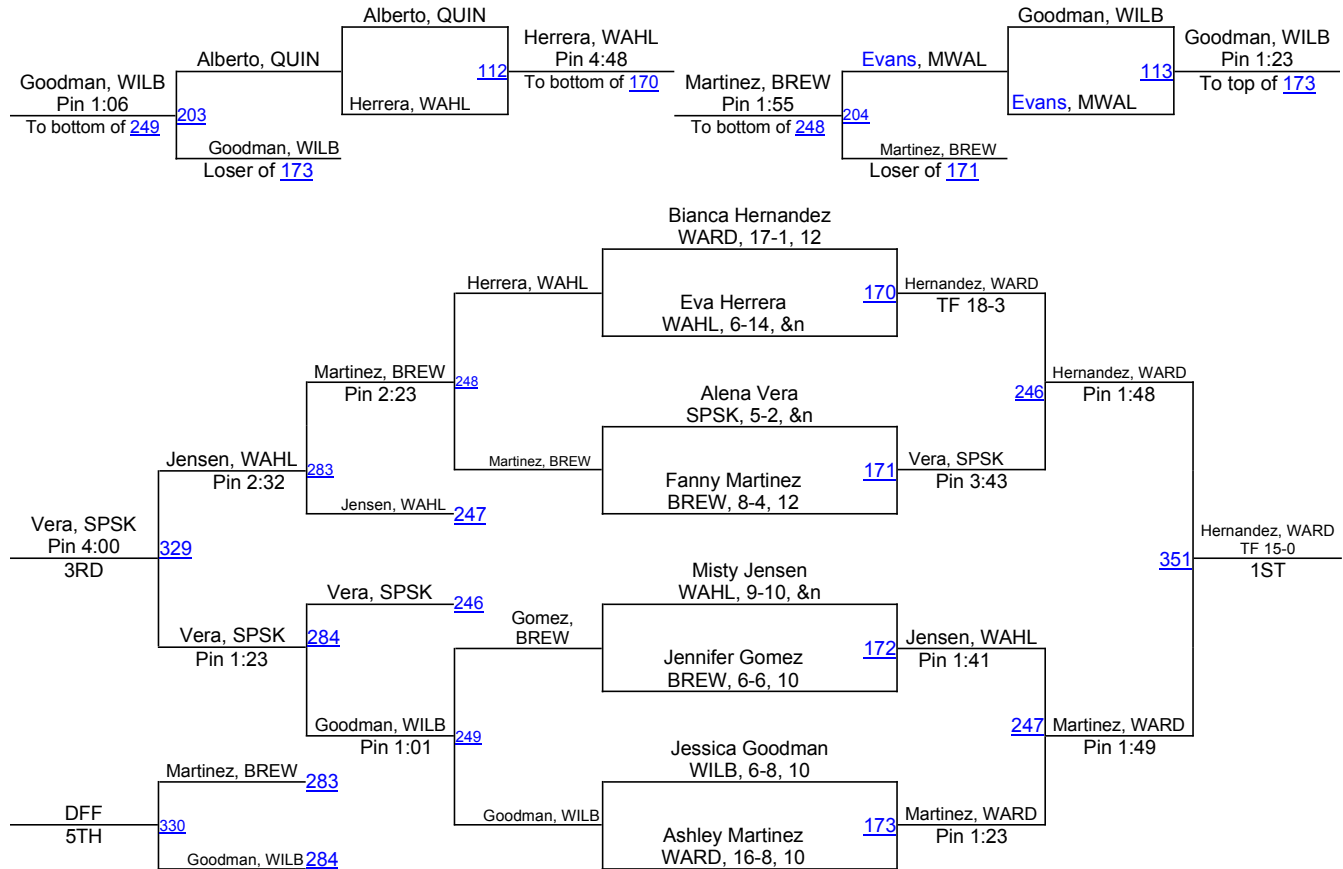 Alberto, QUIN
Alberto, QUIN
112
Herrera, WAHL
Herrera, WAHL
Pin 4:48
To bottom of 170
Goodman, WILB
Pin 1:06
To bottom of 249
203
Goodman, WILB
Loser of 173
Goodman, WILB
Evans, MWAL
113
Evans, MWAL
Goodman, WILB
Pin 1:23
To top of 173
Martinez, BREW
Pin 1:55
To bottom of 248
204
Martinez, BREW
Loser of 171
Bianca Hernandez
WARD, 17-1, 12
Herrera, WAHL
170
Hernandez, WARD
TF 18-3
Eva Herrera
WAHL, 6-14, &n
Martinez, BREW
Pin 2:23
248
246
Hernandez, WARD
Pin 1:48
Alena Vera
SPSK, 5-2, &n
Martinez, BREW
171
Vera, SPSK
Pin 3:43
Fanny Martinez
BREW, 8-4, 12
Jensen, WAHL
Pin 2:32
283
Jensen, WAHL 247
Vera, SPSK
Pin 4:00
3RD
329
351
Hernandez, WARD
TF 15-0
1ST
Misty Jensen
WAHL, 9-10, &n
Vera, SPSK 246
Gomez,
BREW
Vera, SPSK
Pin 1:23
284
172
Jensen, WAHL
Pin 1:41
Jennifer Gomez
BREW, 6-6, 10
Goodman, WILB
Pin 1:01
249
247
Martinez, WARD
Pin 1:49
Jessica Goodman
WILB, 6-8, 10
Martinez, BREW 283
DFF
5TH
330
Goodman, WILB
173
Martinez, WARD
Pin 1:23
Ashley Martinez
WARD, 16-8, 10
Goodman, WILB 284